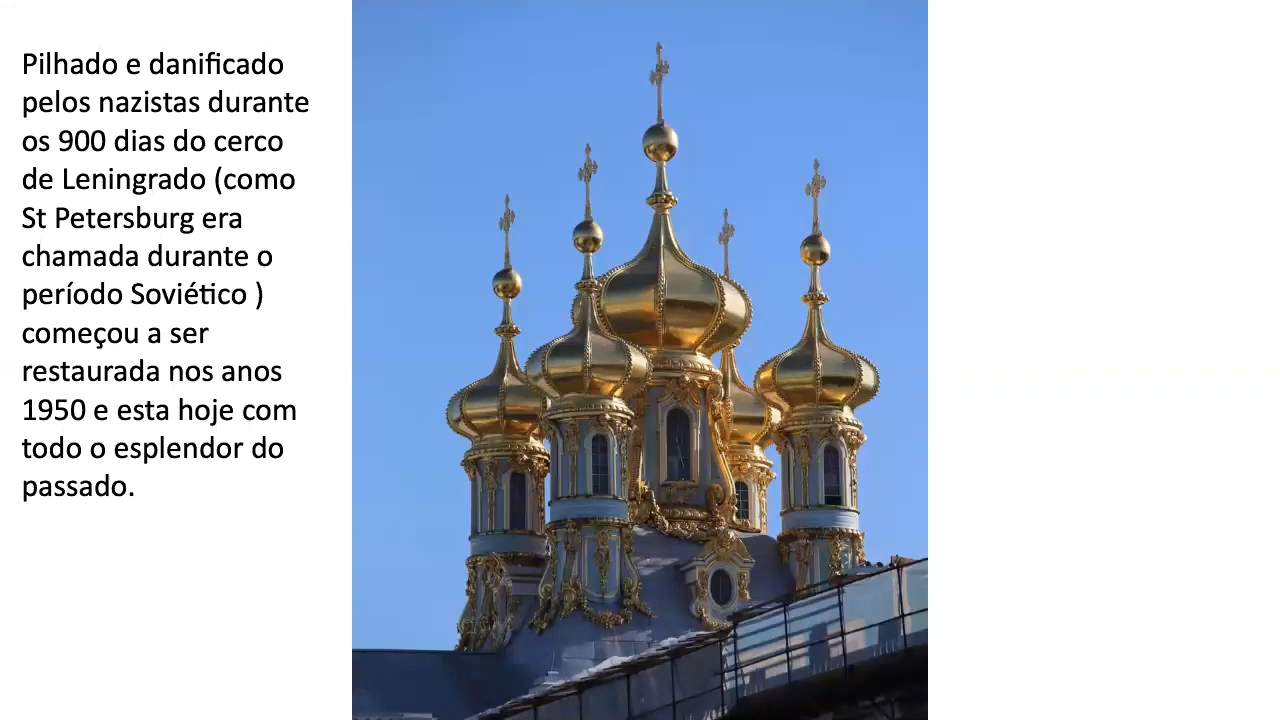 Pilhado e danificado
pelos nazistas durante
os 900 dias do cerco
de Leningrado (como
St Petersburg era
chamada durante o
período Soviético )
começou a ser
restaurada nos anos
1950 e esta hoje com
todo o esplendor do
passado.